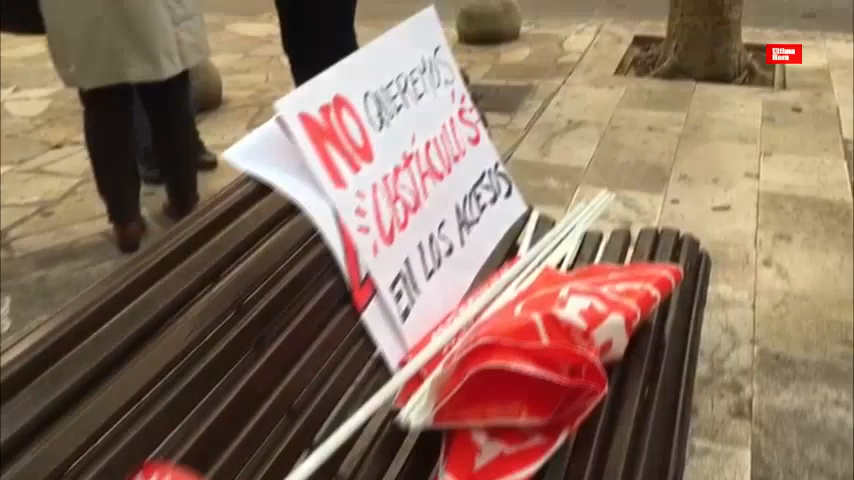 Última
Hora
NO QUEREMOS
OBSTÁCULOS
EN LOS ACCESOS